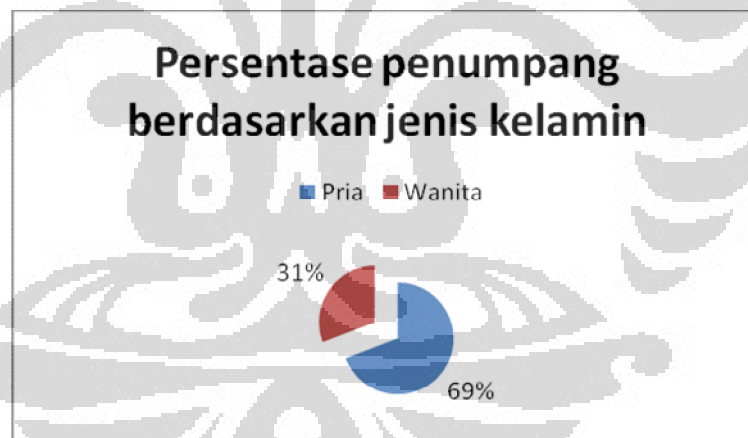 Persentase penumpang
berdasarkan jenis kelamin
Pria Wanita
31%
69%